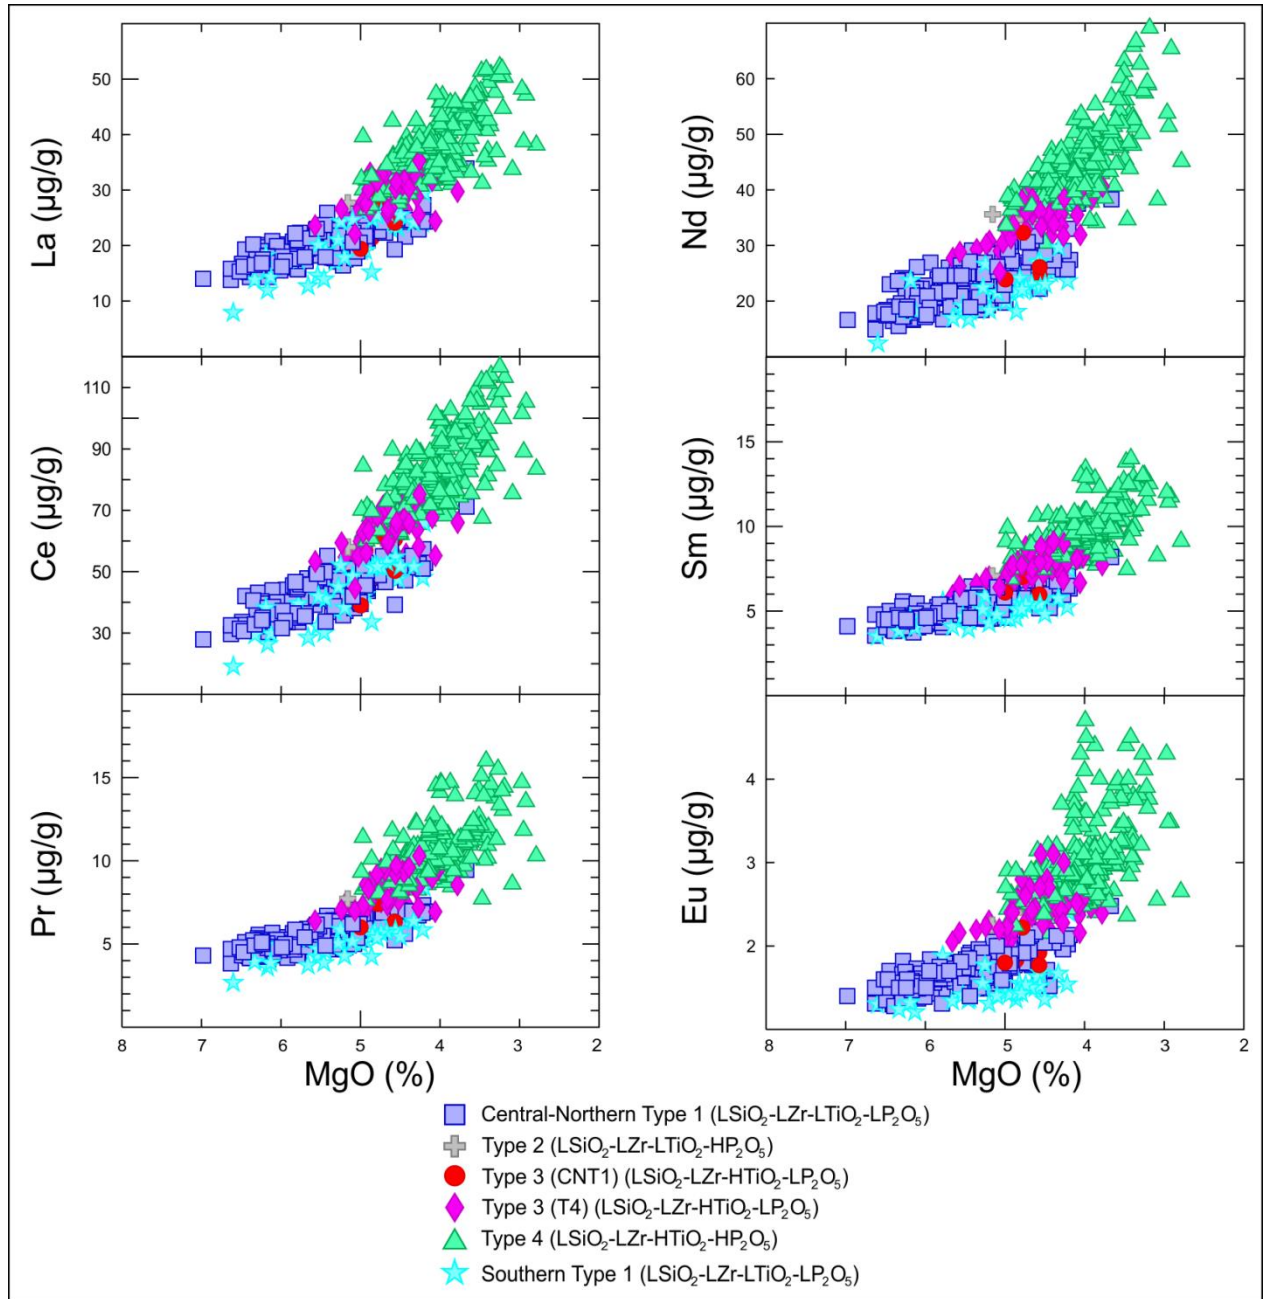 La (µg/g)
50
40
30
20
10
Nd (µg/g)
60
50
40
30
20
Ce (µg/g)
110
90
70
50
30
Sm (µg/g)
15
10
5
Pr (µg/g)
15
10
5
Eu (µg/g)
4
3
2
8 7 6 5 4 3 2
MgO (%)
8 7 6 5 4 3 2
MgO (%)
Central-Northern Type 1 (LSiO₂-LZr-LTiO₂-LP₂O₅)
Type 2 (LSiO₂-LZr-LTiO₂-HP₂O₅)
Type 3 (CNT1) (LSiO₂-LZr-HTiO₂-LP₂O₅)
Type 3 (T4) (LSiO₂-LZr-HTiO₂-LP₂O₅)
Type 4 (LSiO₂-LZr-HTiO₂-HP₂O₅)
Southern Type 1 (LSiO₂-LZr-LTiO₂-LP₂O₅)